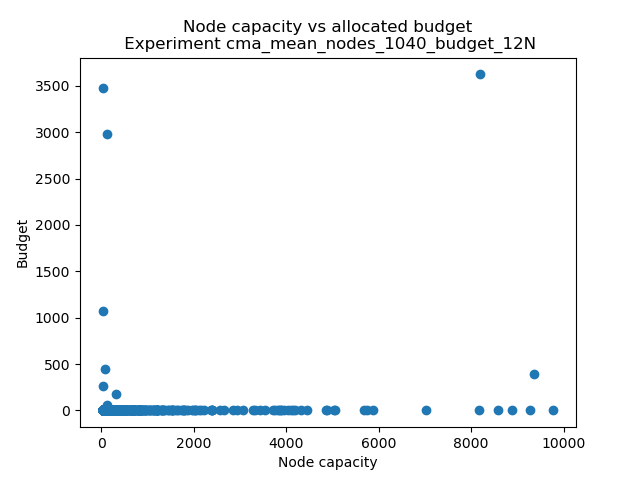 Node capacity vs allocated budget
Experiment cma_mean_nodes_1040_budget_12N
3500
3000
2500
2000
1500
1000
500
0
Budget
0 2000 4000 6000 8000 10000
Node capacity